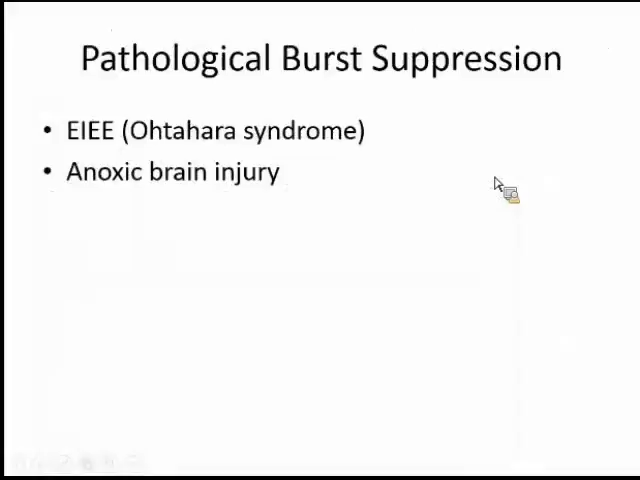 Pathological Burst Suppression
• EIEE (Ohtahara syndrome)
• Anoxic brain injury